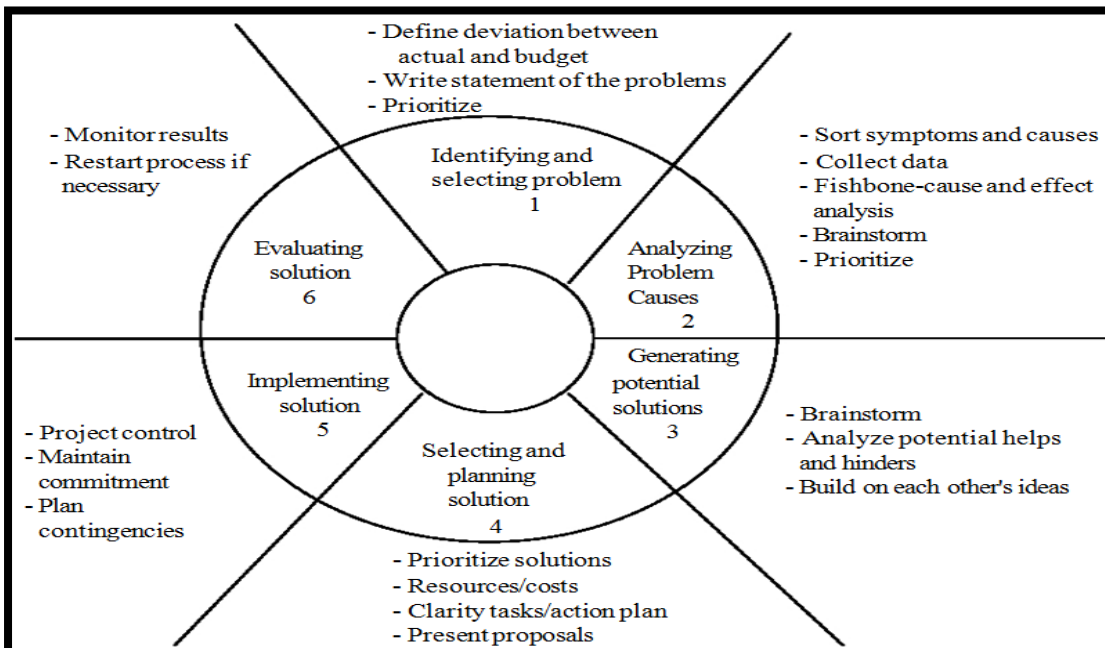 - Define deviation between
actual and budget
- Write statement of the problems
- Prioritize
Identifying and
selecting problem
1
- Sort symptoms and causes
- Collect data
- Fishbone-cause and effect
analysis
- Brainstorm
- Prioritize
Analyzing
Problem
Causes
2
Generating
potential
solutions
3
- Brainstorm
- Analyze potential helps
and hinders
- Build on each other's ideas
Selecting and
planning
solution
4
- Prioritize solutions
- Resources/costs
- Clarity tasks/action plan
- Present proposals
Implementing
solution
5
- Project control
- Maintain
commitment
- Plan
contingencies
Evaluating
solution
6
- Monitor results
- Restart process if
necessary